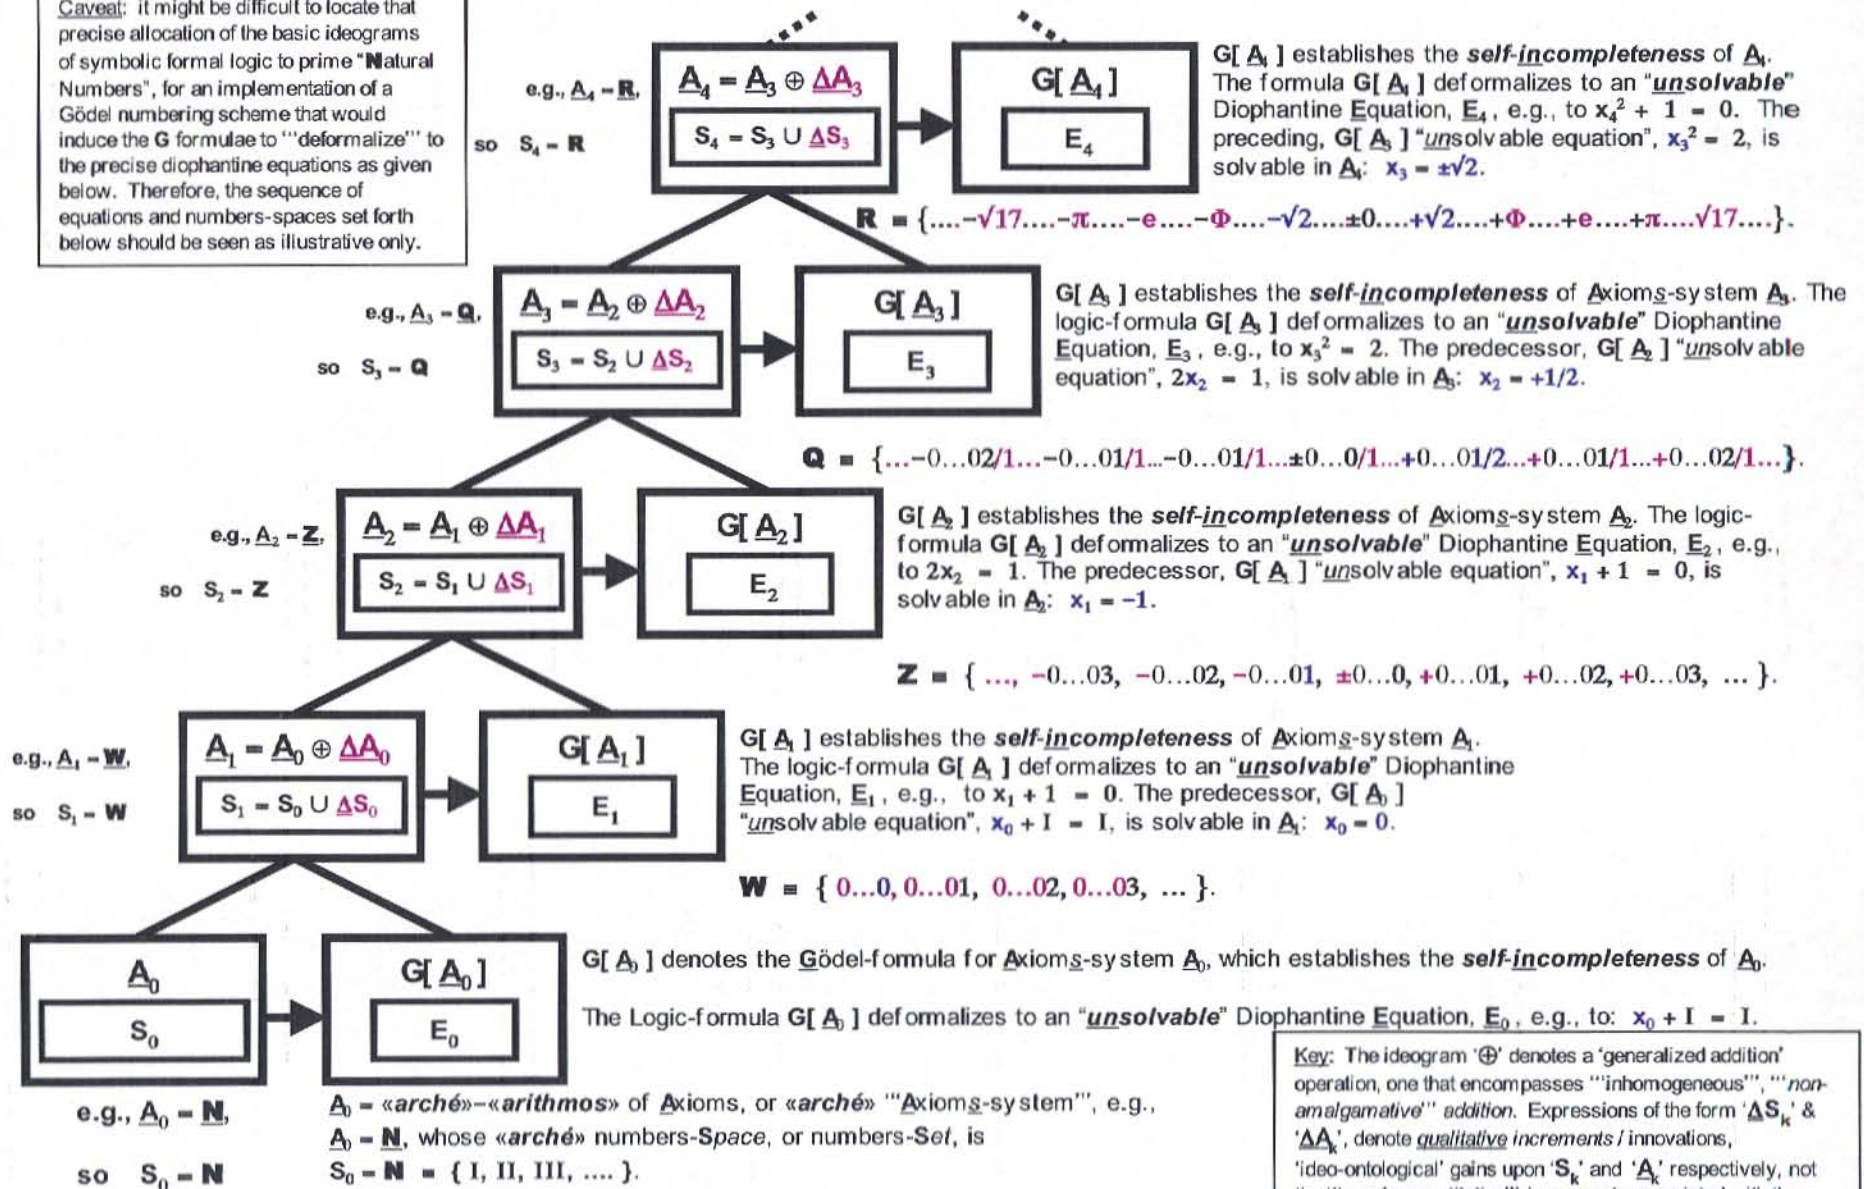 Caveat: it might be difficult to locate that
precise allocation of the basic ideograms
of symbolic formal logic to prime “Natural
Numbers”, for an implementation of a
Gödel numbering scheme that would
induce the G formulae to “‘deformalize’” to
the precise diophantine equations as given
below. Therefore, the sequence of
equations and numbers-spaces set forth
below should be seen as illustrative only.
e.g., A₄ = R,
so S₄ = R
A₄ = A₃ ⊕ ΔA₃
S₄ = S₃ ∪ ΔS₃
G[ A₄ ]
E₄
G[ A₄ ] establishes the self-incompleteness of A₄.
The formula G[ A₄ ] deformalizes to an “unsolvable”
Diophantine Equation, E₄, e.g., to x₄² + 1 = 0. The
preceding, G[ A₃ ] “unsolvable equation”, x₃² = 2, is
solvable in A₄: x₃ = ±√2.
R = {....-√17....-π....-e....-Φ....-√2....±0....+√2....+Φ....+e....+π....√17....}.
e.g., A₃ = Q,
so S₃ = Q
A₃ = A₂ ⊕ ΔA₂
S₃ = S₂ ∪ ΔS₂
G[ A₃ ]
E₃
G[ A₃ ] establishes the self-incompleteness of Axioms-system A₃. The
logic-formula G[ A₃ ] deformalizes to an “unsolvable” Diophantine
Equation, E₃, e.g., to x₃² = 2. The predecessor, G[ A₂ ] “unsolvable
equation”, 2x₂ = 1, is solvable in A₃: x₂ = +1/2.
Q = {...-0...02/1...-0...01/1...-0...01/1...±0...0/1...+0...01/2...+0...01/1...+0...02/1...}.
e.g., A₂ = Z,
so S₂ = Z
A₂ = A₁ ⊕ ΔA₁
S₂ = S₁ ∪ ΔS₁
G[ A₂ ]
E₂
G[ A₂ ] establishes the self-incompleteness of Axioms-system A₂. The logic-
formula G[ A₂ ] deformalizes to an “unsolvable” Diophantine Equation, E₂, e.g.,
to 2x₂ = 1. The predecessor, G[ A₁ ] “unsolvable equation”, x₁ + 1 = 0, is
solvable in A₂: x₁ = -1.
Z = { ..., -0...03, -0...02, -0...01, ±0...0, +0...01, +0...02, +0...03, ... }.
e.g., A₁ = W,
so S₁ = W
A₁ = A₀ ⊕ ΔA₀
S₁ = S₀ ∪ ΔS₀
G[ A₁ ]
E₁
G[ A₁ ] establishes the self-incompleteness of Axioms-system A₁.
The logic-formula G[ A₁ ] deformalizes to an “unsolvable” Diophantine
Equation, E₁, e.g., to x₁ + 1 = 0. The predecessor, G[ A₀ ]
“unsolvable equation”, x₀ + I = I, is solvable in A₁: x₀ = 0.
W = { 0...0, 0...01, 0...02, 0...03, ... }.
A₀
S₀
G[ A₀ ]
E₀
G[ A₀ ] denotes the Gödel-formula for Axioms-system A₀, which establishes the self-incompleteness of A₀.
The Logic-formula G[ A₀ ] deformalizes to an “unsolvable” Diophantine Equation, E₀, e.g., to: x₀ + I = I.
e.g., A₀ = N,
so S₀ = N
A₀ = «arché»-«arithmos» of Axioms, or «arché» “‘Axioms-system’”, e.g.,
A₀ = N, whose «arché» numbers-Space, or numbers-Set, is
S₀ = N = { I, II, III, .... }.
Key: The ideogram ‘⊕’ denotes a ‘generalized addition’
operation, one that encompasses “‘inhomogeneous’”, “‘non-
amalgamative’” addition. Expressions of the form ‘ΔSₖ’ &
‘ΔAₖ’, denote qualitative increments / innovations,
‘ideo-ontological’ gains upon ‘Sₖ’ and ‘Aₖ’ respectively, not